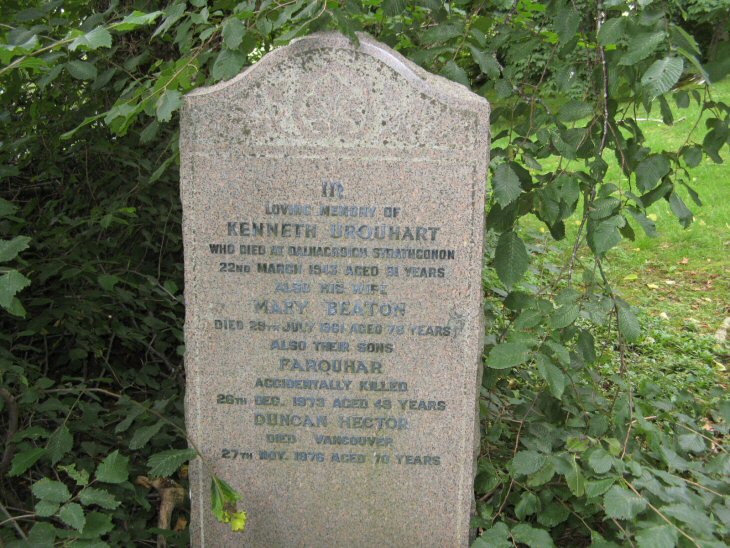 IN
LOVING MEMORY OF
KENNETH URQUHART
WHO DIED AT DALNACROICH STRATHCONON
22ND MARCH 1943 AGED 81 YEARS
ALSO HIS WIFE
MARY BEATON
DIED 29TH JULY 1961 AGED 78 YEARS
ALSO THEIR SONS
FARQUHAR
ACCIDENTALLY KILLED
26TH DEC. 1973 AGED 49 YEARS
DUNCAN HECTOR
DIED VANCOUVER
27TH NOV. 1976 AGED 70 YEARS